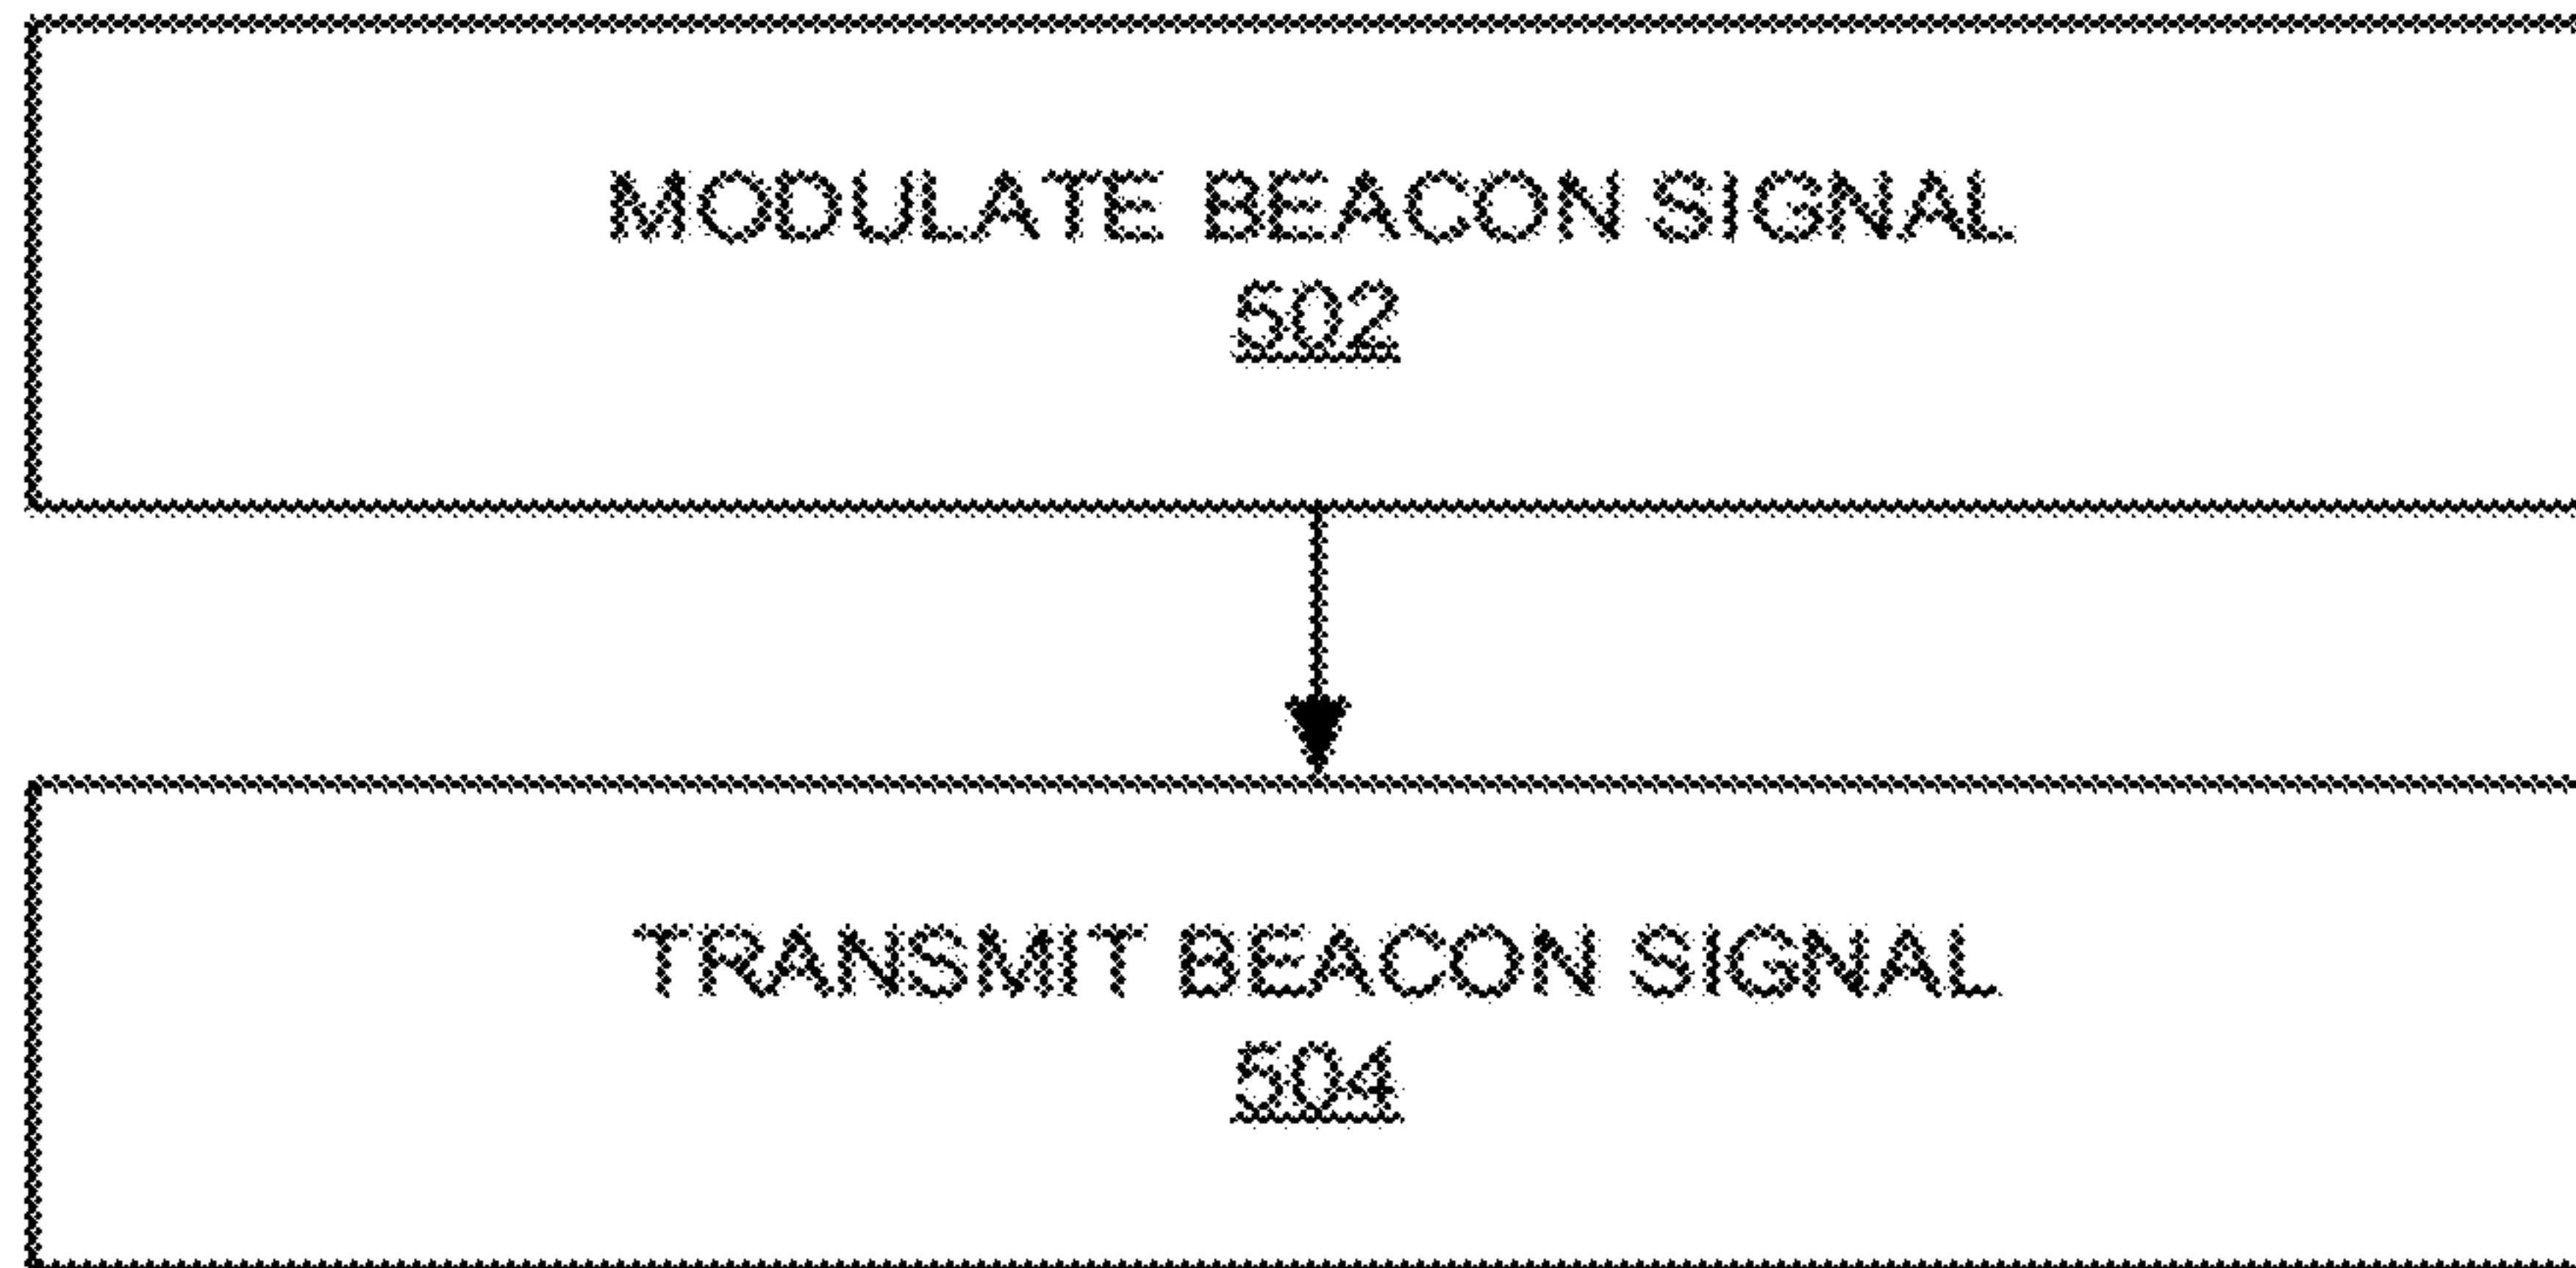 MODULATE BEACON SIGNAL
502
TRANSMIT BEACON SIGNAL
504